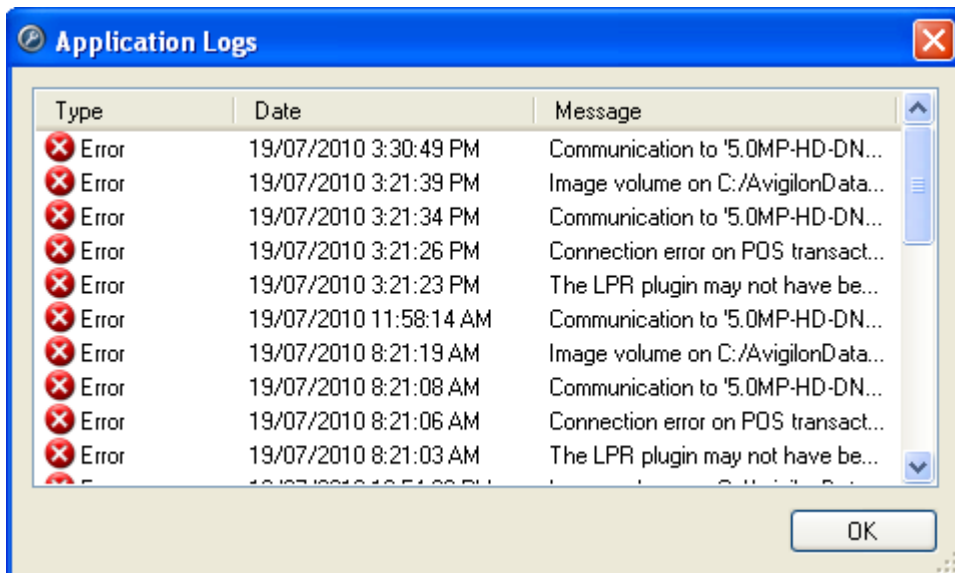 Application Logs
Type Date Message
Error 19/07/2010 3:30:49 PM Communication to '5.0MP-HD-DN...
Error 19/07/2010 3:21:39 PM Image volume on C:/AvigilonData...
Error 19/07/2010 3:21:34 PM Communication to '5.0MP-HD-DN...
Error 19/07/2010 3:21:26 PM Connection error on POS transact...
Error 19/07/2010 3:21:23 PM The LPR plugin may not have be...
Error 19/07/2010 11:58:14 AM Communication to '5.0MP-HD-DN...
Error 19/07/2010 8:21:19 AM Image volume on C:/AvigilonData...
Error 19/07/2010 8:21:08 AM Communication to '5.0MP-HD-DN...
Error 19/07/2010 8:21:06 AM Connection error on POS transact...
Error 19/07/2010 8:21:03 AM The LPR plugin may not have be...
OK